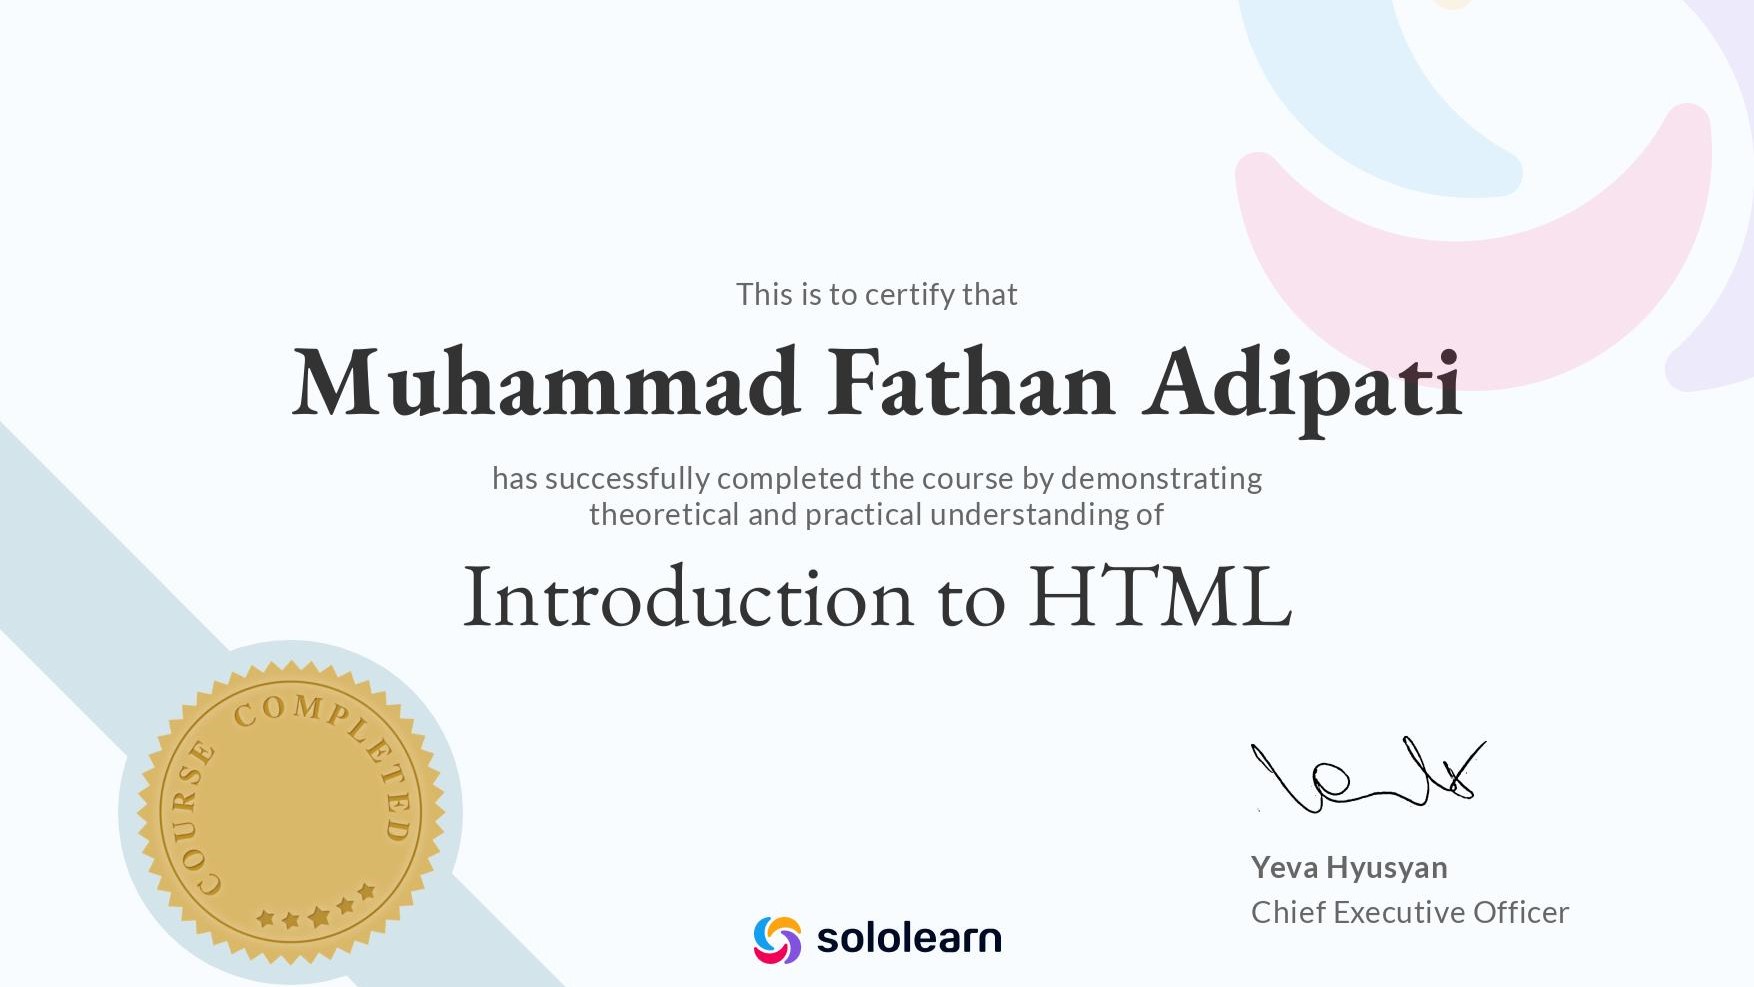 This is to certify that
Muhammad Fathan Adipati
has successfully completed the course by demonstrating
theoretical and practical understanding of
Introduction to HTML
COURSE COMPLETED
Yeva Hyusyan
Chief Executive Officer
sololearn